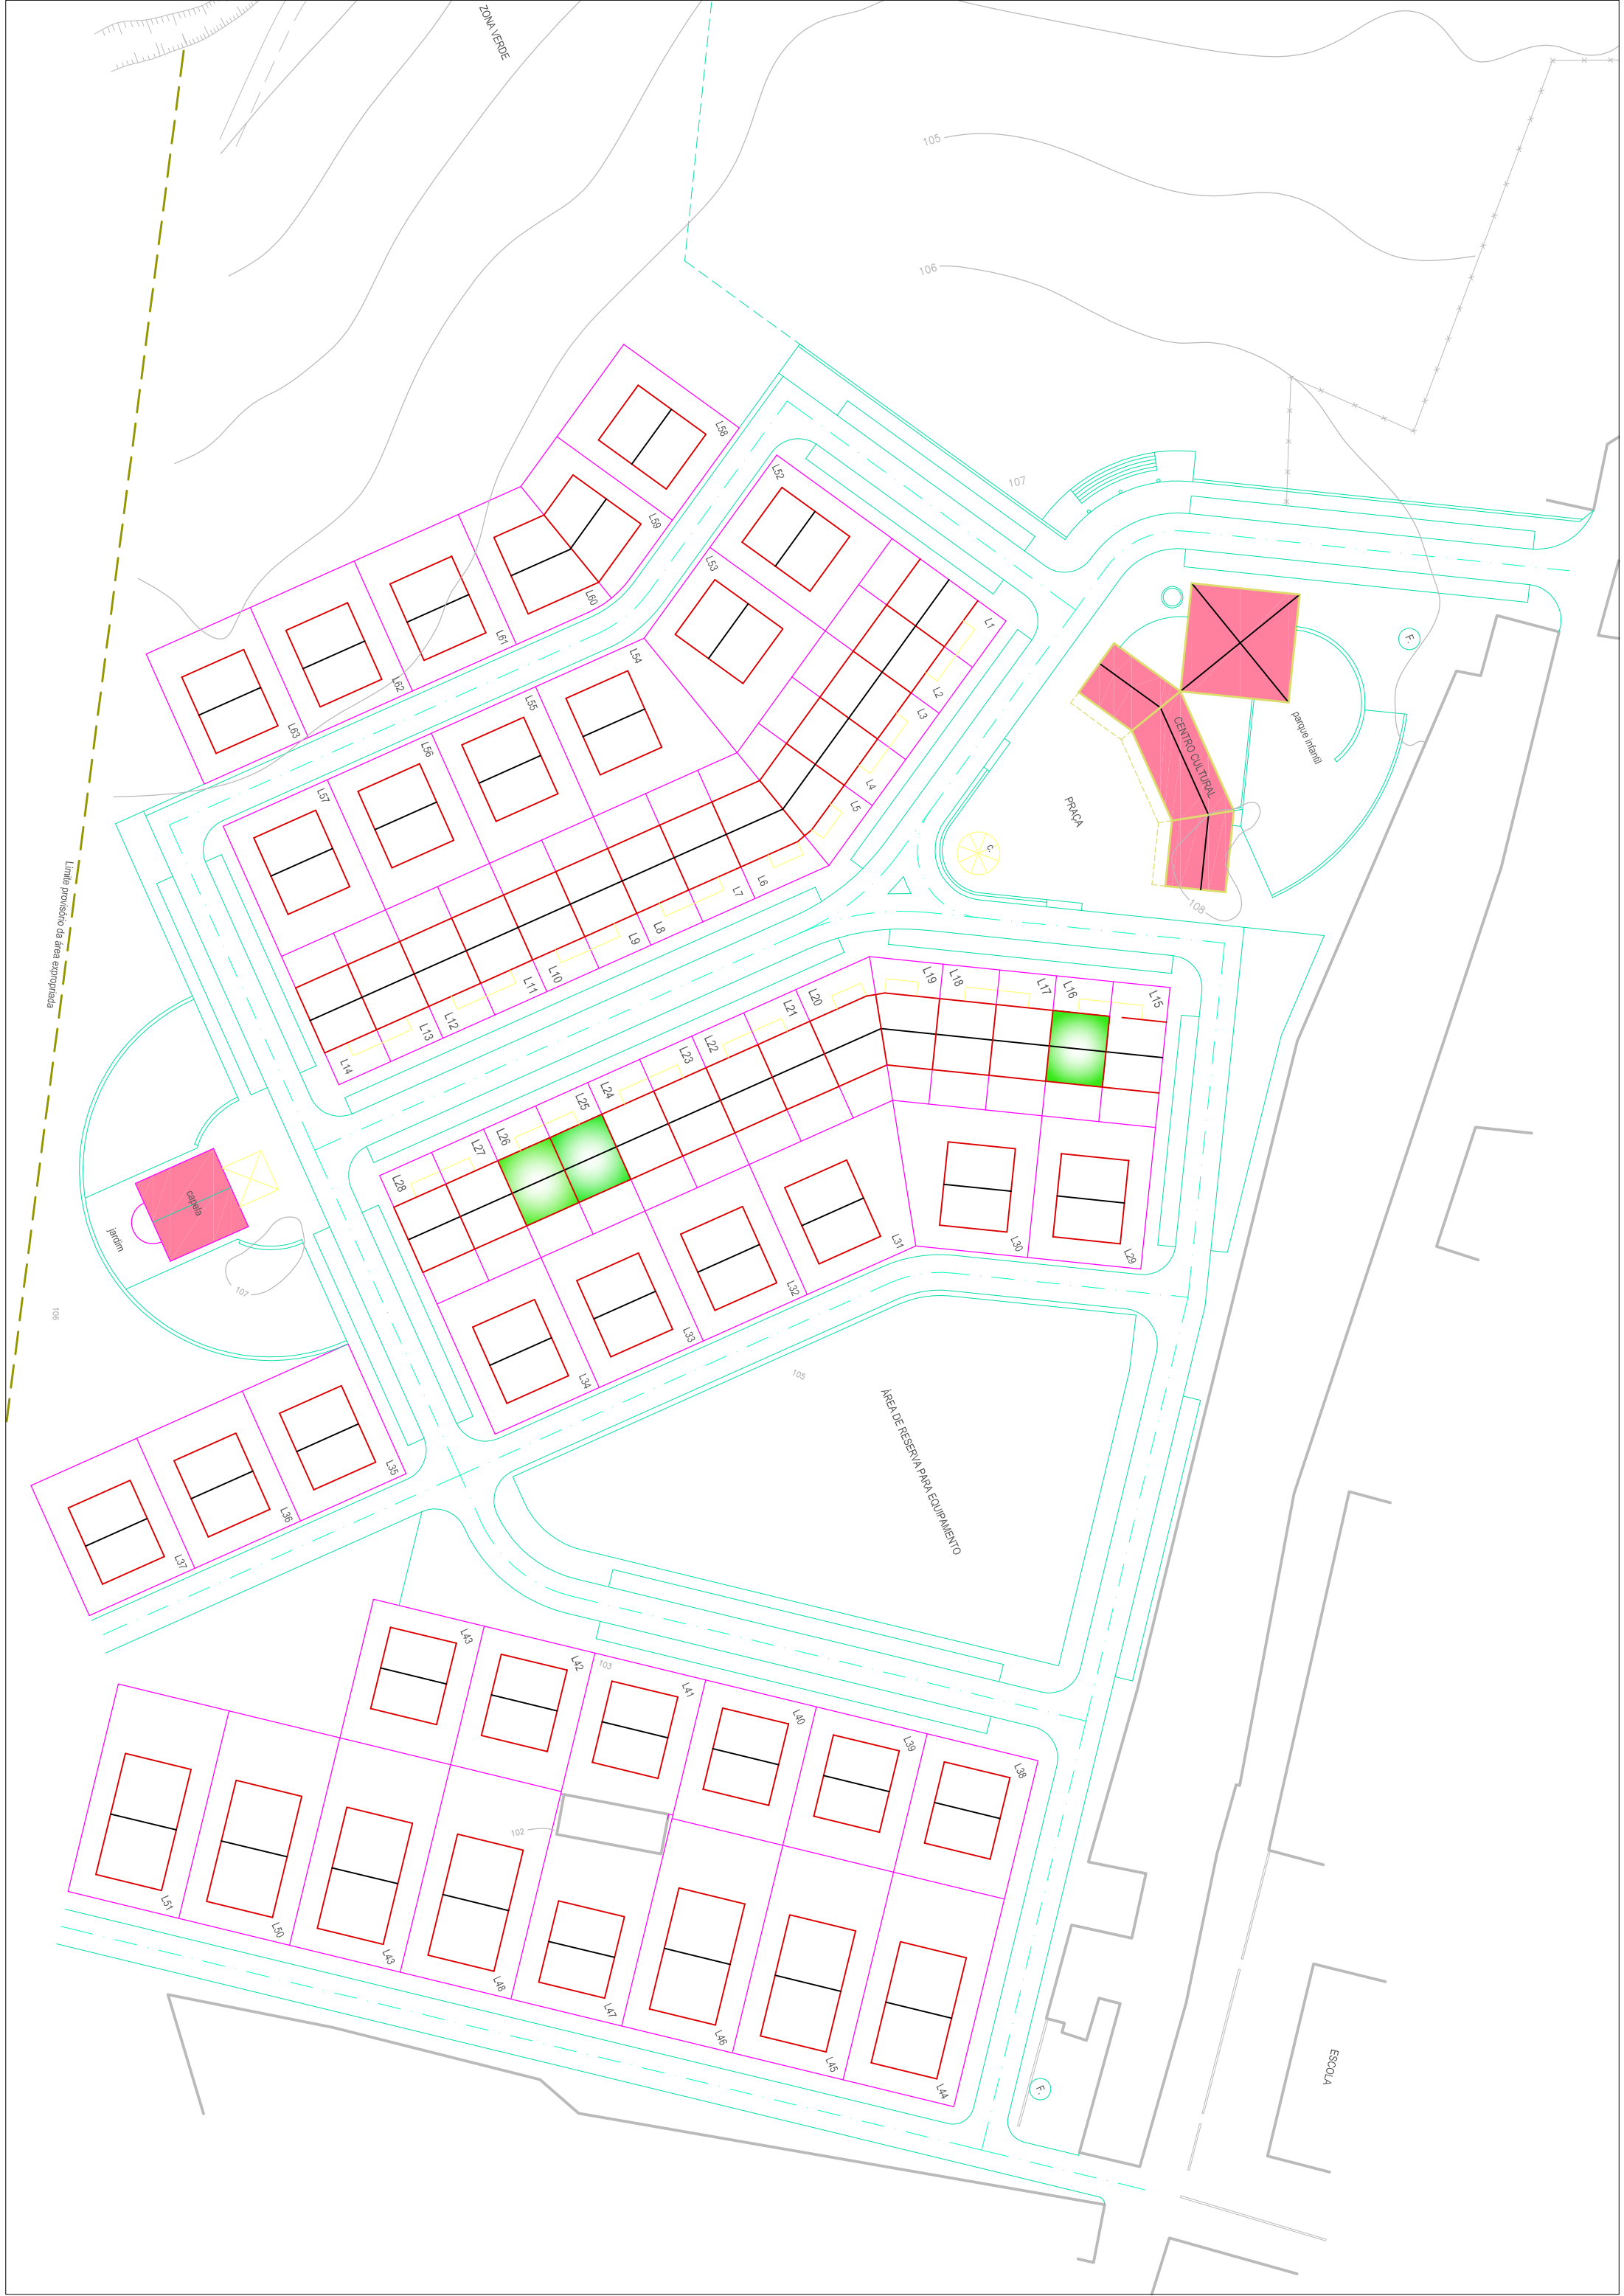 ZONA VERDE
105
106
107
L58
L59
L60
L61
L62
L63
L52
L53
L54
L55
L56
L57
L1
L2
L3
L4
L5
L6
L7
L8
L9
L10
L11
L12
L13
L14
F.
parque infantil
CENTRO CULTURAL
PRAÇA
c.
108
Limite provisório da área expropriada
L15
L16
L17
L18
L19
L20
L21
L22
L23
L24
L25
L26
L27
L28
L29
L30
L31
L32
L33
L34
capela
jardim
107
106
105
ÁREA DE RESERVA PARA EQUIPAMENTO
L35
L36
L37
L43
L42
103
L41
L40
L39
L38
102
L51
L50
L43
L48
L47
L46
L45
L44
F.
ESCOLA